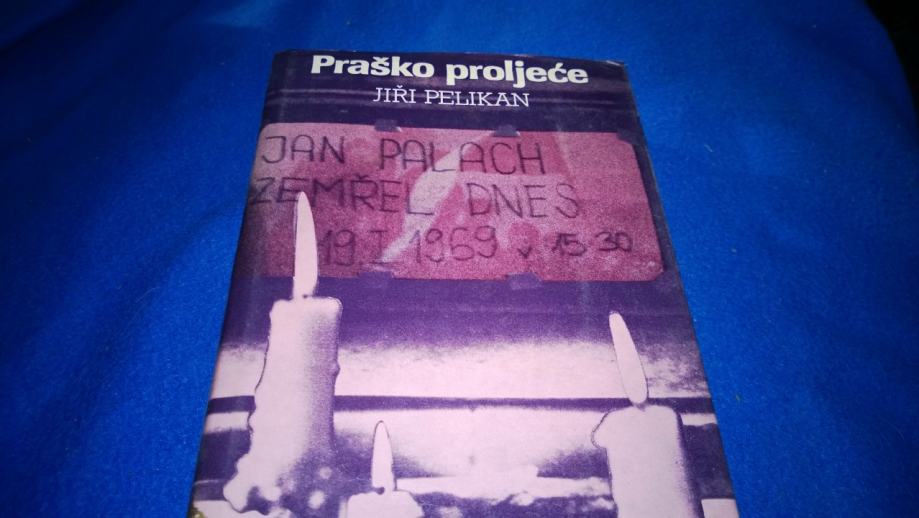 Praško proljeće
JIŘI PELIKAN
JAN PALACH
ZEMŘEL DNES
19. I 1969 v 15 30